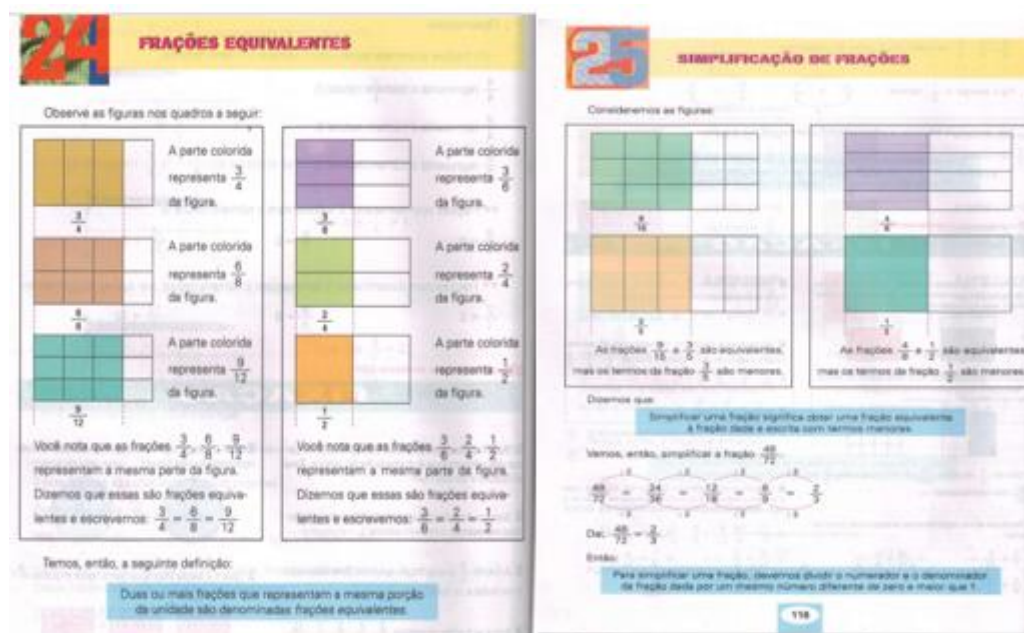 24
FRAÇÕES EQUIVALENTES
Observe as figuras nos quadros a seguir:
A parte colorida
representa 3/4
da figura.
3/4
A parte colorida
representa 6/8
da figura.
6/8
A parte colorida
representa 9/12
da figura.
9/12
Você nota que as frações 3/4, 6/8, 9/12
representam a mesma parte da figura.
Dizemos que essas são frações equiva-
lentes e escrevemos: 3/4 = 6/8 = 9/12
A parte colorida
representa 3/6
da figura.
3/6
A parte colorida
representa 2/4
da figura.
2/4
A parte colorida
representa 1/2
da figura.
1/2
Você nota que as frações 3/6, 2/4, 1/2
representam a mesma parte da figura.
Dizemos que essas são frações equiva-
lentes e escrevemos: 3/6 = 2/4 = 1/2
Temos, então, a seguinte definição:
Duas ou mais frações que representam a mesma porção
da unidade são denominadas frações equivalentes.
25
SIMPLIFICAÇÃO DE FRAÇÕES
Consideremos as figuras:
9/15
3/5
As frações 9/15 e 3/5 são equivalentes,
mas os termos da fração 3/5 são menores.
4/8
1/2
As frações 4/8 e 1/2 são equivalentes
mas os termos da fração 1/2 são menores.
Dizemos que:
Simplificar uma fração significa obter uma fração equivalente
à fração dada e escrita com termos menores.
Vamos, então, simplificar a fração 48/72
48/72 = 24/36 = 12/18 = 6/9 = 2/3
Daí, 48/72 = 2/3
Então:
Para simplificar uma fração, devemos dividir o numerador e o denominador
da fração dada por um mesmo número diferente de zero e maior que 1.
118